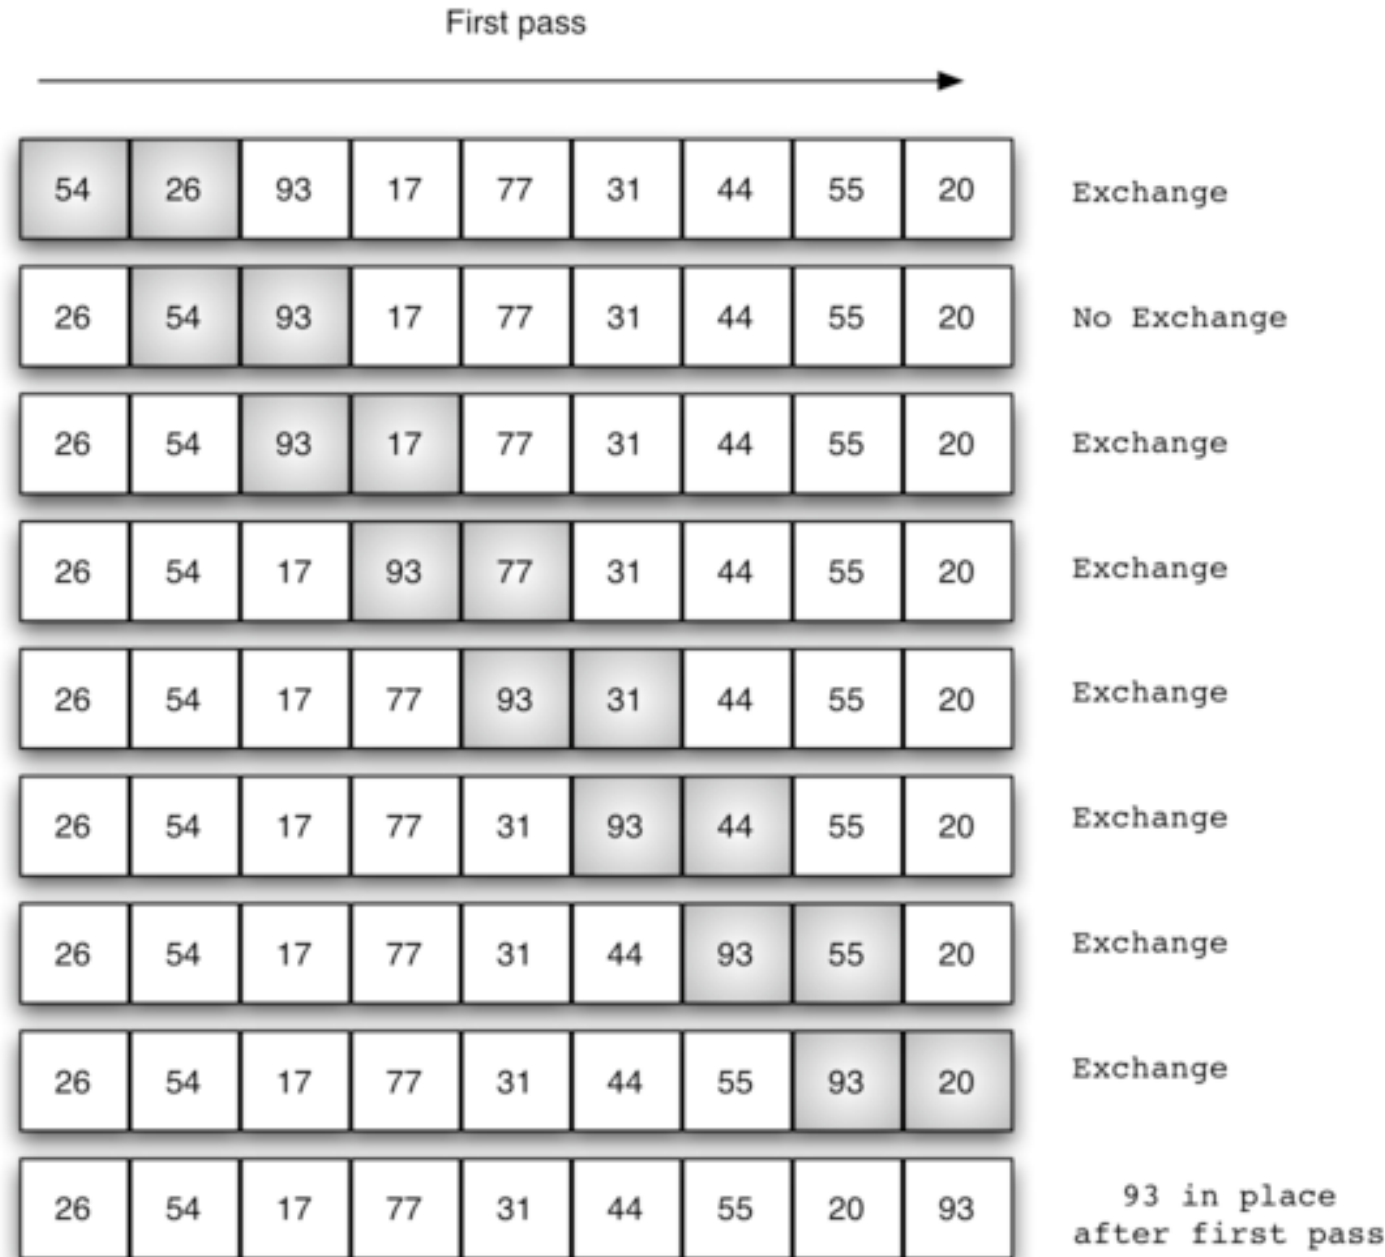 First pass
54 26 93 17 77 31 44 55 20 Exchange
26 54 93 17 77 31 44 55 20 No Exchange
26 54 93 17 77 31 44 55 20 Exchange
26 54 17 93 77 31 44 55 20 Exchange
26 54 17 77 93 31 44 55 20 Exchange
26 54 17 77 31 93 44 55 20 Exchange
26 54 17 77 31 44 93 55 20 Exchange
26 54 17 77 31 44 55 93 20 Exchange
26 54 17 77 31 44 55 20 93 93 in place
after first pass